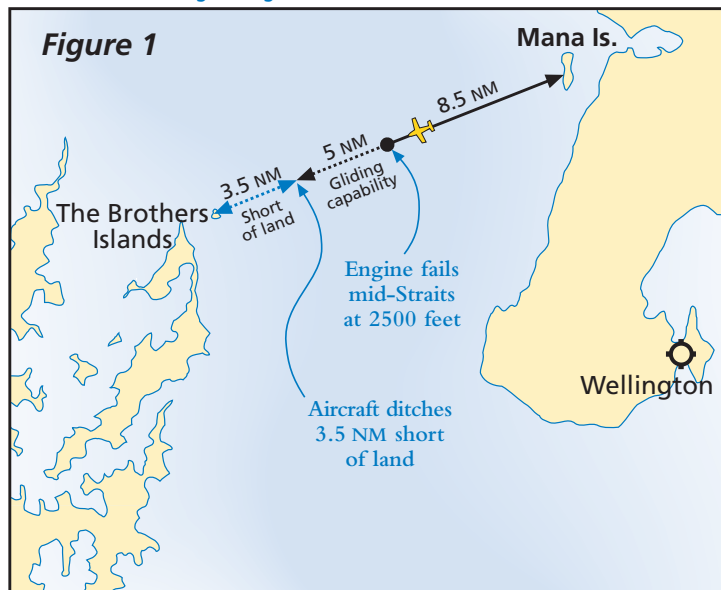 Figure 1
Mana Is.
8.5 NM
5 NM
Gliding
capability
3.5 NM
Short
of land
The Brothers
Islands
Engine fails
mid-Straits
at 2500 feet
Wellington
Aircraft ditches
3.5 NM short
of land